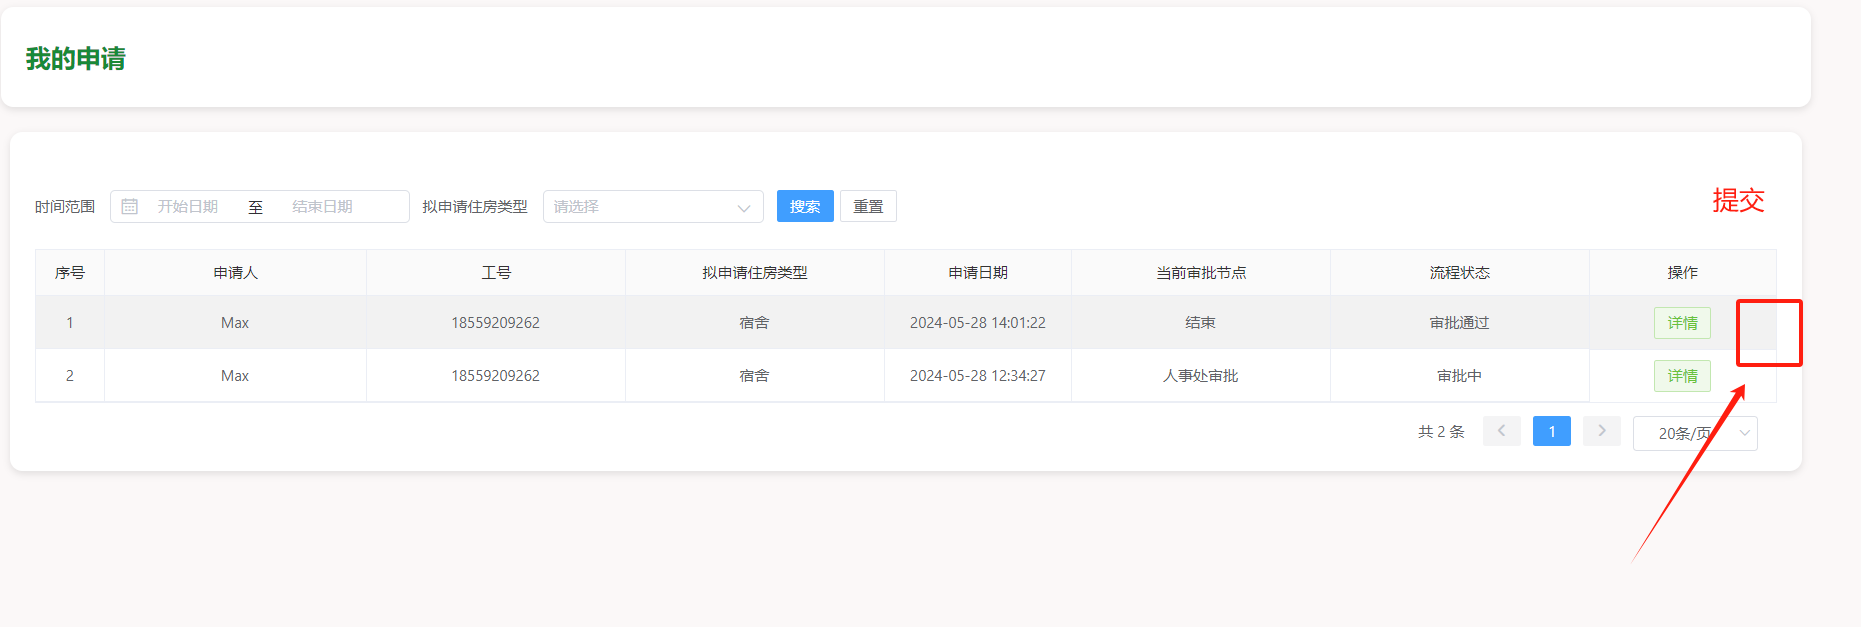 我的申请
时间范围 开始日期 至 结束日期 拟申请住房类型 请选择 搜索 重置 提交
序号 申请人 工号 拟申请住房类型 申请日期 当前审批节点 流程状态 操作
1 Max 18559209262 宿舍 2024-05-28 14:01:22 结束 审批通过 详情
2 Max 18559209262 宿舍 2024-05-28 12:34:27 人事处审批 审批中 详情
共 2 条 1 20条/页